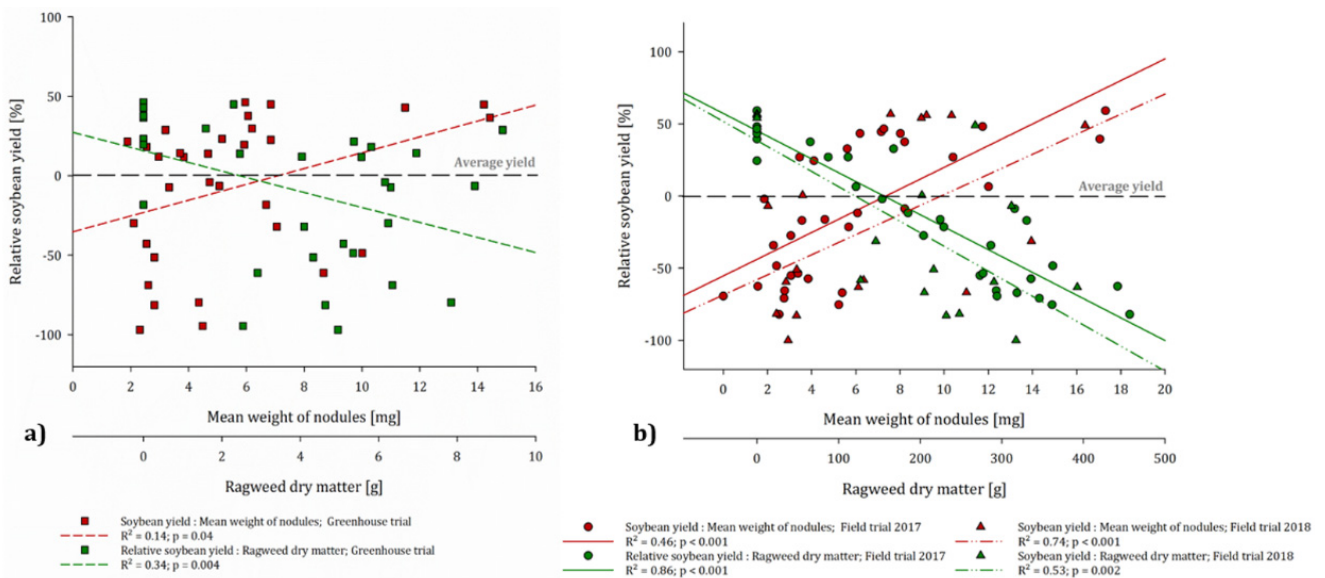 100
50
0
-50
-100
Relative soybean yield [%]
Average yield
0 2 4 6 8 10 12 14 16
Mean weight of nodules [mg]
a)
0 2 4 6 8 10
Ragweed dry matter [g]
Soybean yield : Mean weight of nodules; Greenhouse trial
R² = 0.14; p = 0.04
Relative soybean yield : Ragweed dry matter; Greenhouse trial
R² = 0.34; p = 0.004
100
50
0
-50
-100
Relative soybean yield [%]
Average yield
0 2 4 6 8 10 12 14 16 18 20
Mean weight of nodules [mg]
b)
0 100 200 300 400 500
Ragweed dry matter [g]
Soybean yield : Mean weight of nodules; Field trial 2017
R² = 0.46; p < 0.001
Relative soybean yield : Ragweed dry matter; Field trial 2017
R² = 0.86; p < 0.001
Soybean yield : Mean weight of nodules; Field trial 2018
R² = 0.74; p < 0.001
Soybean yield : Ragweed dry matter; Field trial 2018
R² = 0.53; p = 0.002